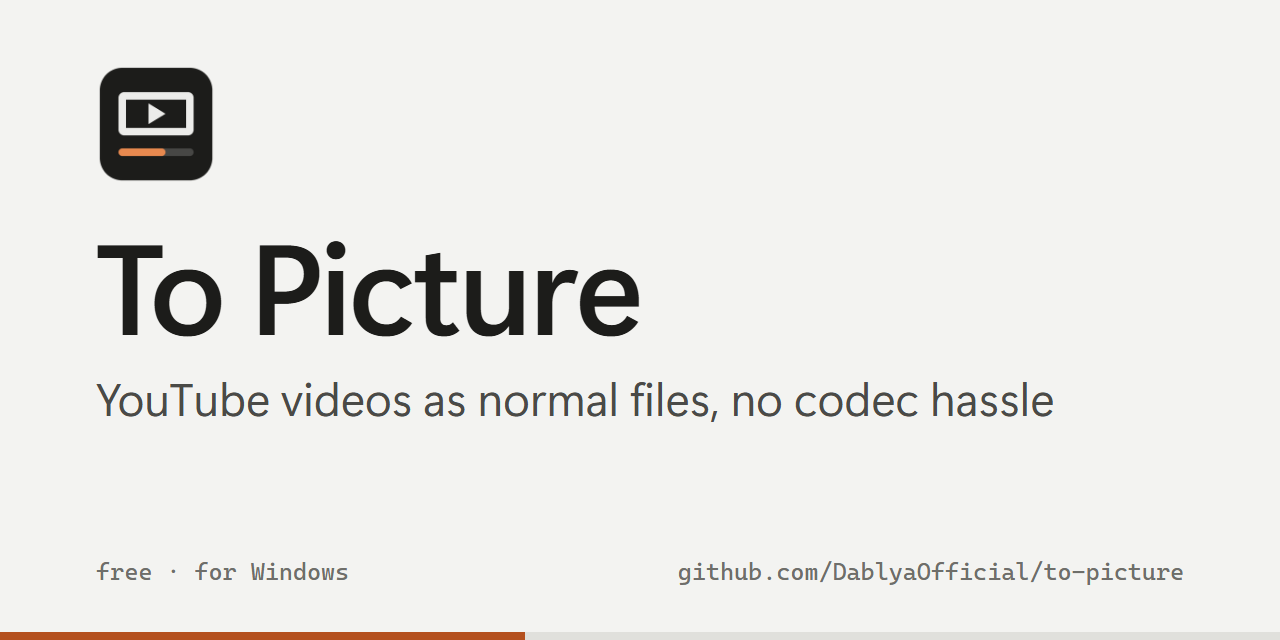 To Picture
YouTube videos as normal files, no codec hassle
free · for Windows
github.com/DablyaOfficial/to-picture